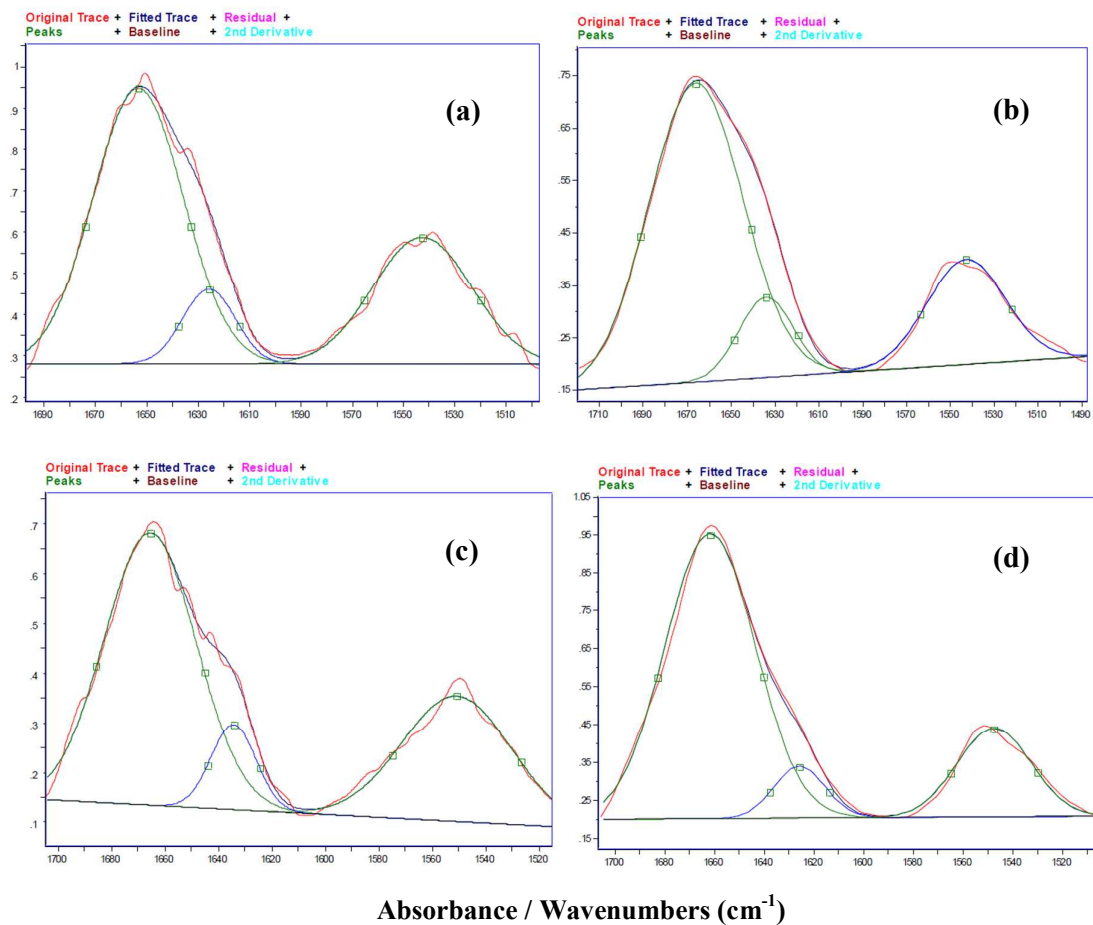 Original Trace + Fitted Trace + Residual +
Peaks + Baseline + 2nd Derivative
Original Trace + Fitted Trace + Residual +
Peaks + Baseline + 2nd Derivative
(a)
(b)
1
.9
.8
.7
.6
.5
.4
.3
.2
1690 1670 1650 1630 1610 1590 1570 1550 1530 1510
.75
.65
.55
.45
.35
.25
.15
1710 1690 1670 1650 1630 1610 1590 1570 1550 1530 1510 1490
Original Trace + Fitted Trace + Residual +
Peaks + Baseline + 2nd Derivative
Original Trace + Fitted Trace + Residual +
Peaks + Baseline + 2nd Derivative
(c)
(d)
.7
.6
.5
.4
.3
.2
.1
1700 1680 1660 1640 1620 1600 1580 1560 1540 1520
1.05
.95
.85
.75
.65
.55
.45
.35
.25
.15
1700 1680 1660 1640 1620 1600 1580 1560 1540 1520
Absorbance / Wavenumbers (cm⁻¹)